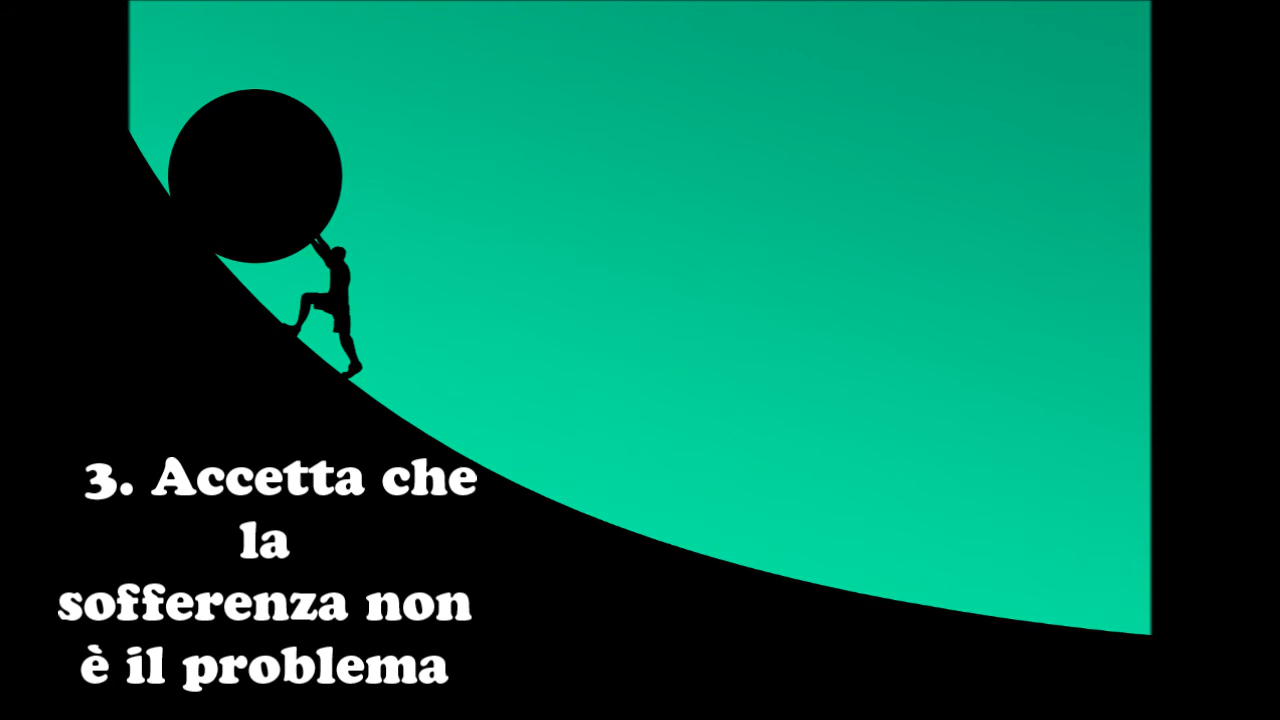 3. Accetta che
la
sofferenza non
è il problema